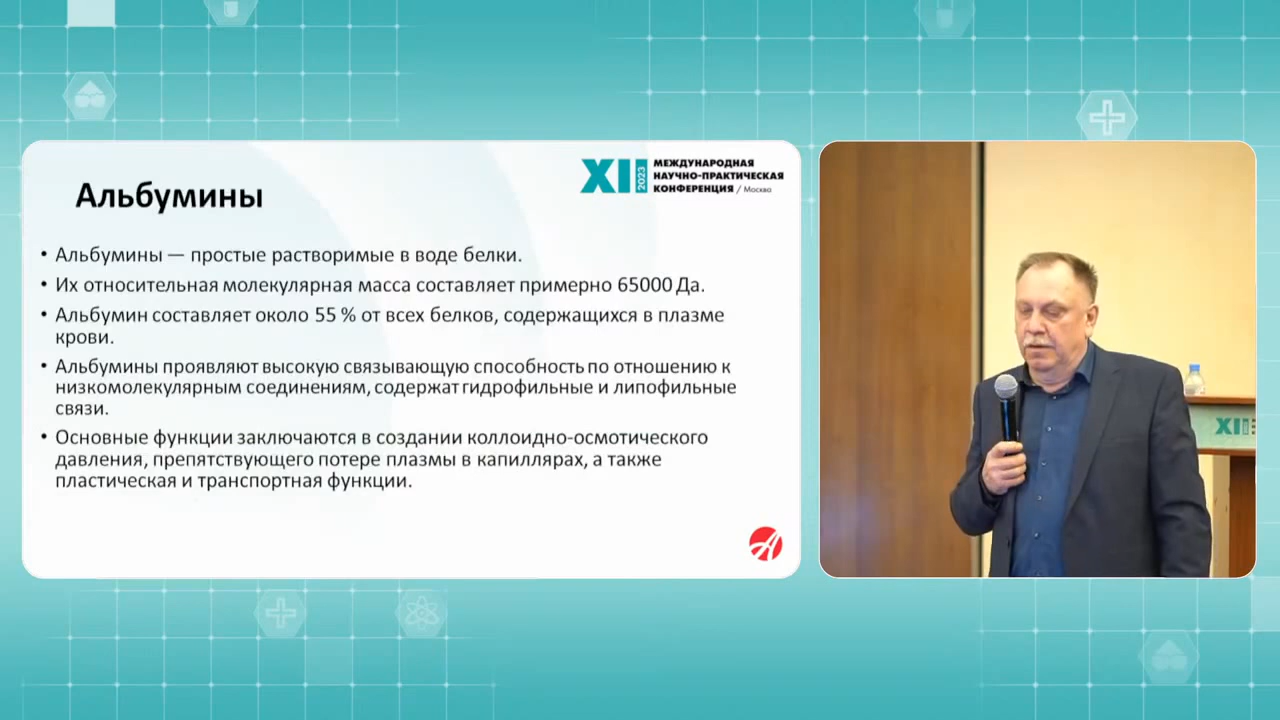 Альбумины
XII
2023
МЕЖДУНАРОДНАЯ
НАУЧНО-ПРАКТИЧЕСКАЯ
КОНФЕРЕНЦИЯ / Москва
• Альбумины — простые растворимые в воде белки.
• Их относительная молекулярная масса составляет примерно 65000 Да.
• Альбумин составляет около 55 % от всех белков, содержащихся в плазме
крови.
• Альбумины проявляют высокую связывающую способность по отношению к
низкомолекулярным соединениям, содержат гидрофильные и липофильные
связи.
• Основные функции заключаются в создании коллоидно-осмотического
давления, препятствующего потере плазмы в капиллярах, а также
пластическая и транспортная функции.
XII